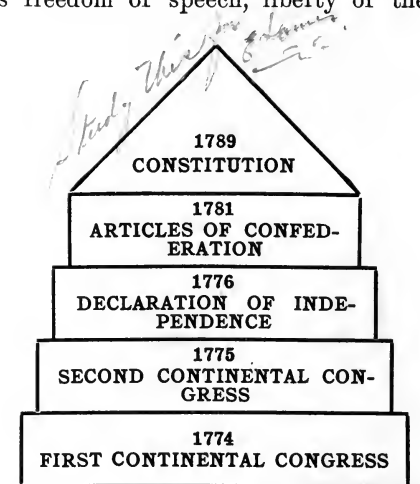 s freedom of speech, liberty of the
Study This for
1789
CONSTITUTION
1781
ARTICLES OF CONFED-
ERATION
1776
DECLARATION OF INDE-
PENDENCE
1775
SECOND CONTINENTAL CON-
GRESS
1774
FIRST CONTINENTAL CONGRESS